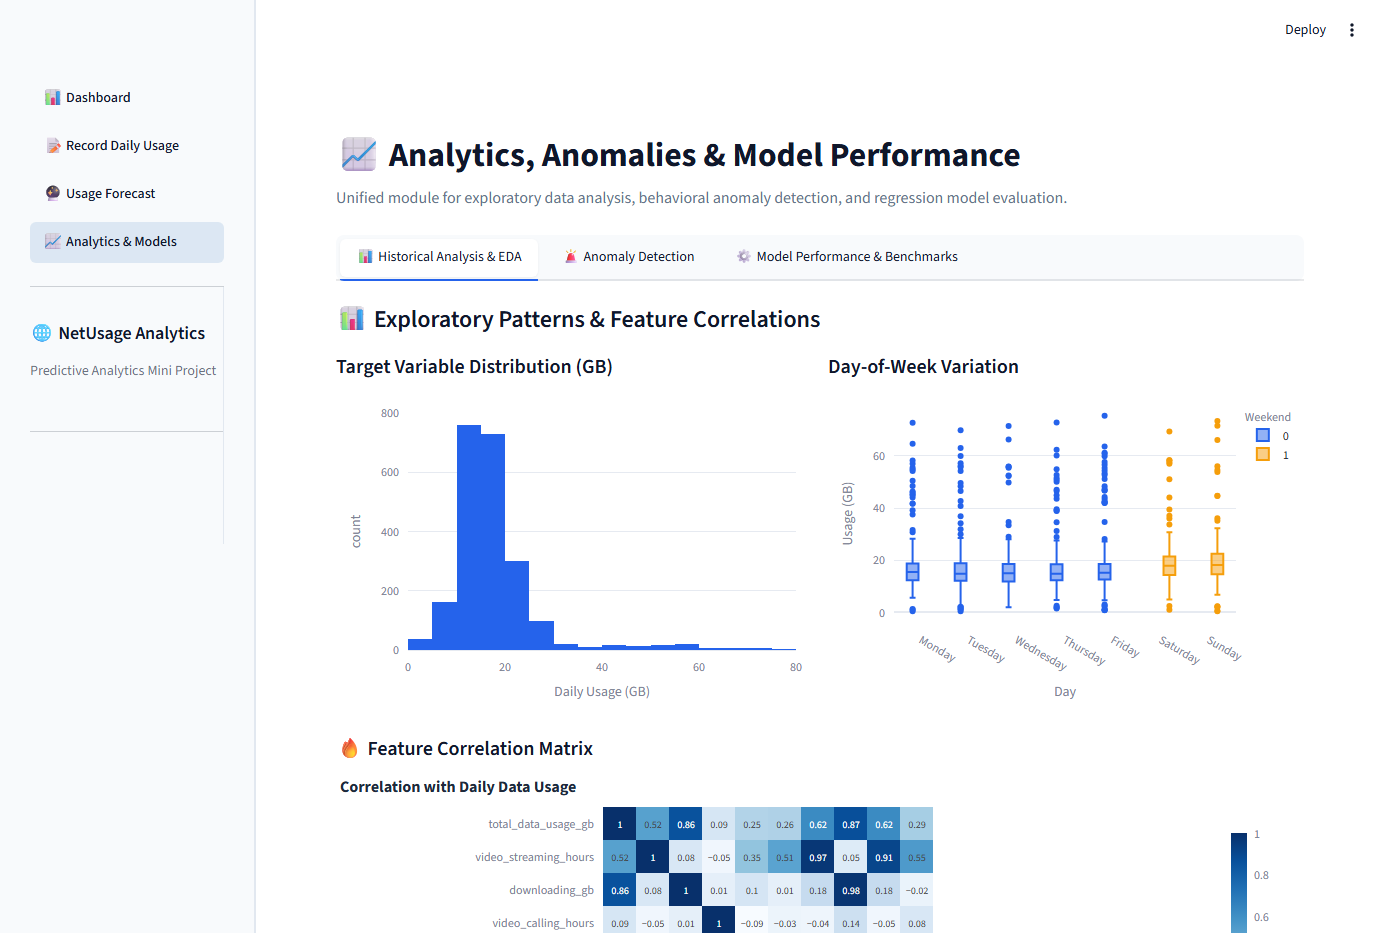 Deploy
Dashboard
Record Daily Usage
Usage Forecast
Analytics & Models
NetUsage Analytics
Predictive Analytics Mini Project
Analytics, Anomalies & Model Performance
Unified module for exploratory data analysis, behavioral anomaly detection, and regression model evaluation.
Historical Analysis & EDA
Anomaly Detection
Model Performance & Benchmarks
Exploratory Patterns & Feature Correlations
Target Variable Distribution (GB)
800
600
400
200
0
count
0 20 40 60 80
Daily Usage (GB)
Day-of-Week Variation
60
40
20
0
Usage (GB)
Monday Tuesday Wednesday Thursday Friday Saturday Sunday
Day
Weekend
0
1
Feature Correlation Matrix
Correlation with Daily Data Usage
total_data_usage_gb 1 0.52 0.86 0.09 0.25 0.26 0.62 0.87 0.62 0.29
video_streaming_hours 0.52 1 0.08 −0.05 0.35 0.51 0.97 0.05 0.91 0.55
downloading_gb 0.86 0.08 1 0.01 0.1 0.01 0.18 0.98 0.18 −0.02
video_calling_hours 0.09 −0.05 0.01 1 −0.09 −0.03 −0.04 0.14 −0.05 0.08
1
0.8
0.6